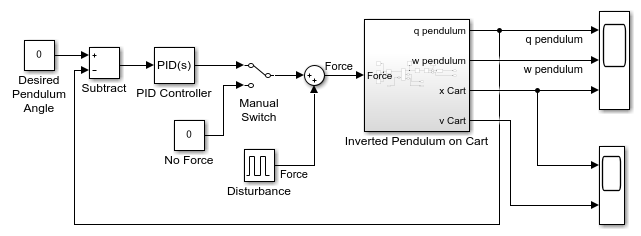 0
Desired
Pendulum
Angle
+
−
Subtract
PID(s)
PID Controller
Manual
Switch
0
No Force
+
+
Force
Disturbance
Force
Force
q pendulum
w pendulum
x Cart
v Cart
Inverted Pendulum on Cart
q pendulum
w pendulum